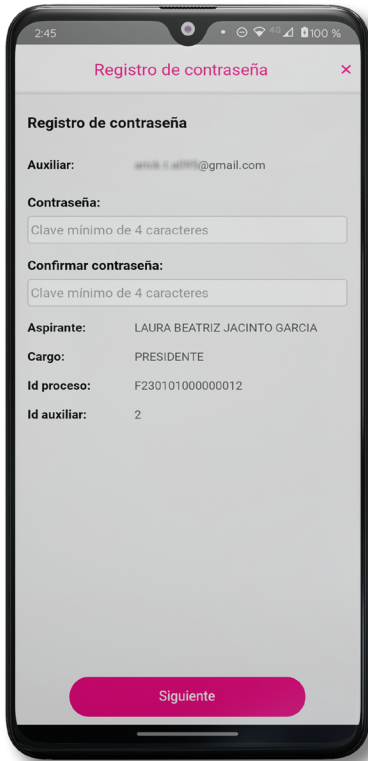 2:45 4G 100 %
Registro de contraseña ×
Registro de contraseña
Auxiliar: @gmail.com
Contraseña:
Clave mínimo de 4 caracteres
Confirmar contraseña:
Clave mínimo de 4 caracteres
Aspirante: LAURA BEATRIZ JACINTO GARCIA
Cargo: PRESIDENTE
Id proceso: F230101000000012
Id auxiliar: 2
Siguiente